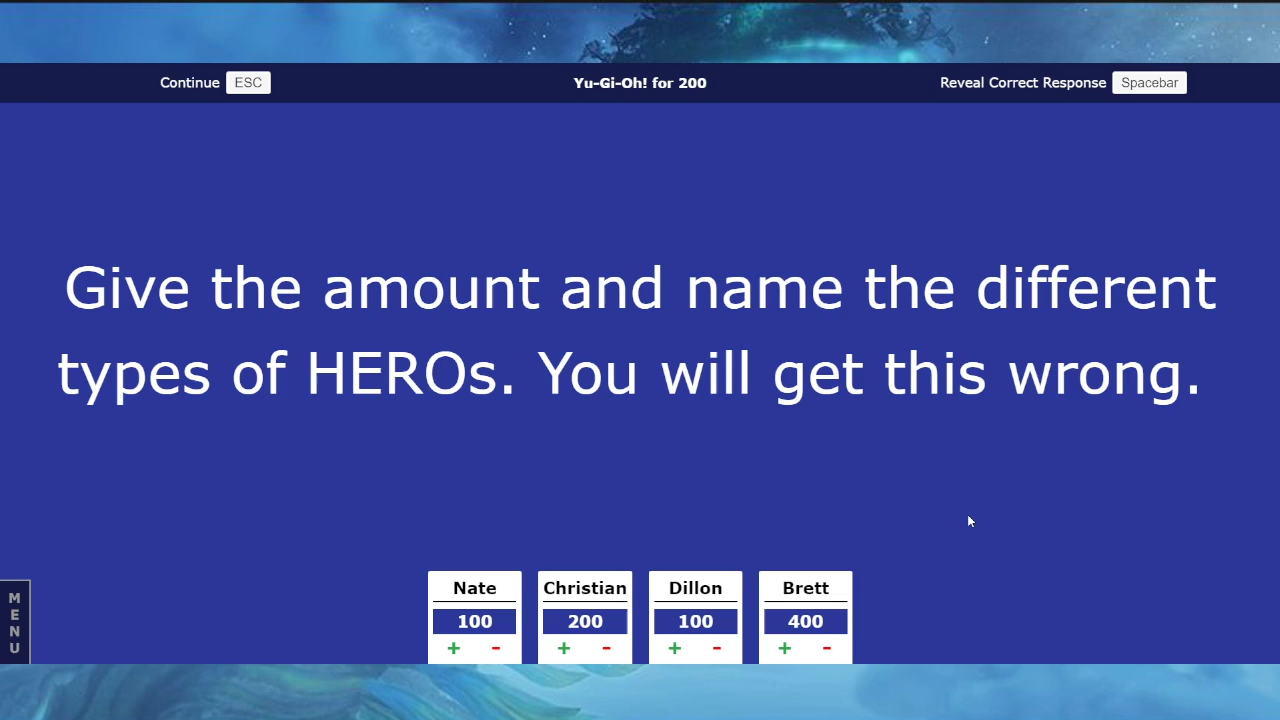 Continue ESC Yu-Gi-Oh! for 200 Reveal Correct Response Spacebar
Give the amount and name the different
types of HEROs. You will get this wrong.
MENU
Nate Christian Dillon Brett
100 200 100 400
+ - + - + - + -